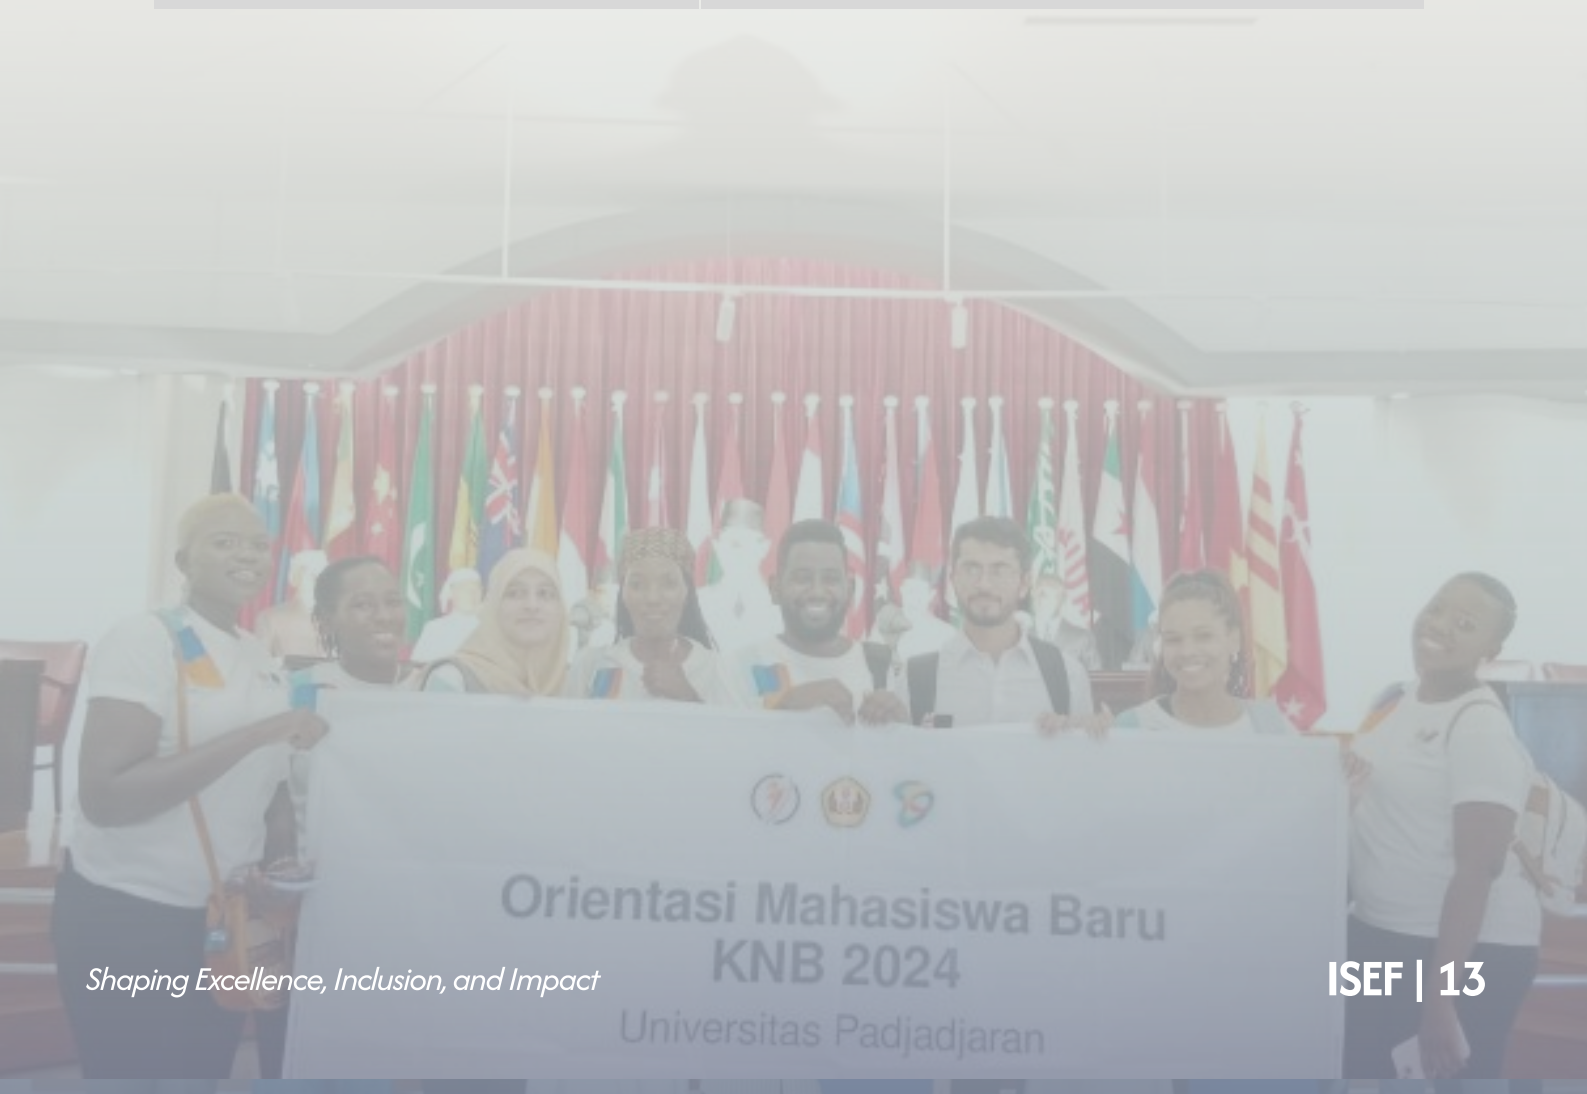 Orientasi Mahasiswa Baru
KNB 2024
Universitas Padjadjaran
Shaping Excellence, Inclusion, and Impact
ISEF | 13